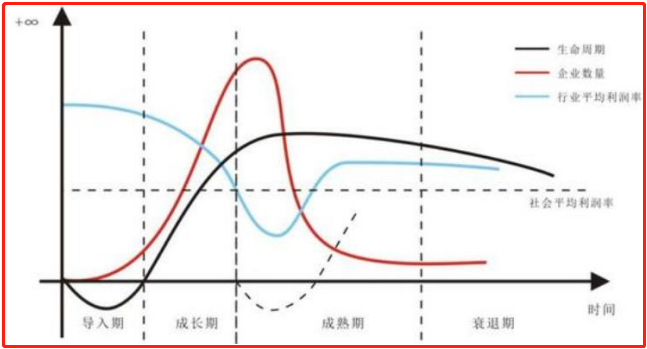 +∞
生命周期
企业数量
行业平均利润率
社会平均利润率
时间
导入期
成长期
成熟期
衰退期